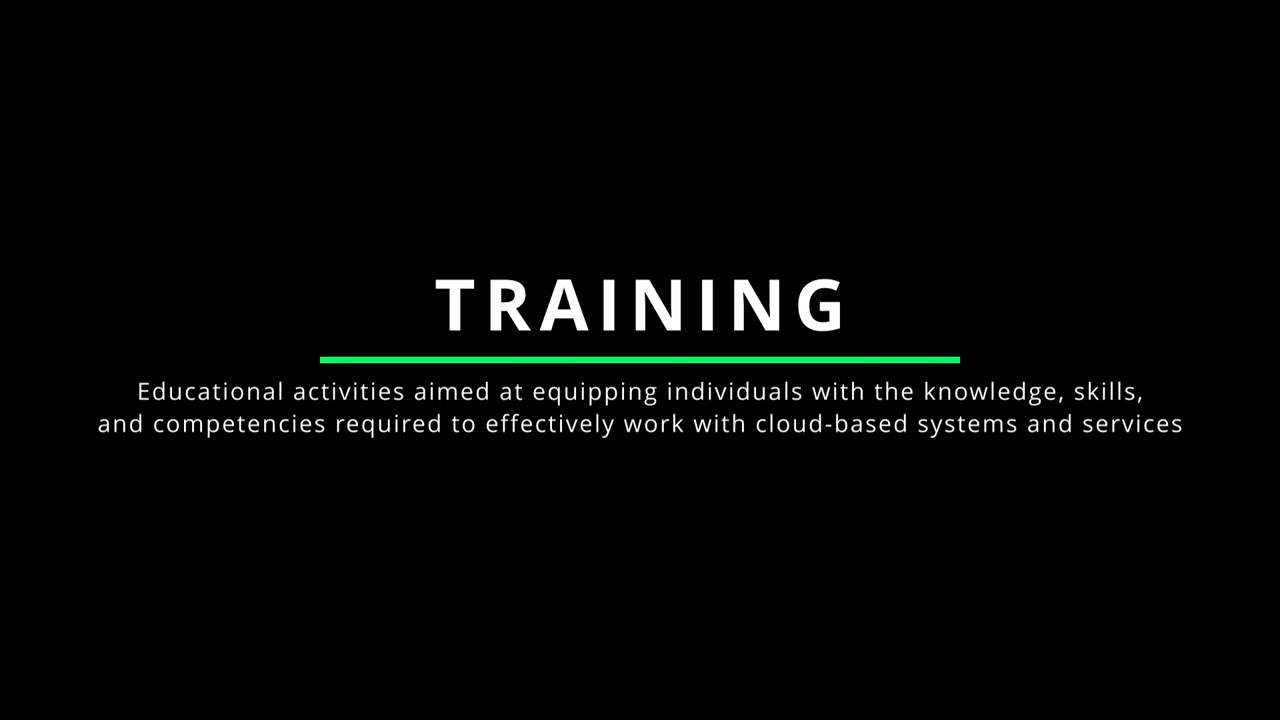 TRAINING
Educational activities aimed at equipping individuals with the knowledge, skills,
and competencies required to effectively work with cloud-based systems and services